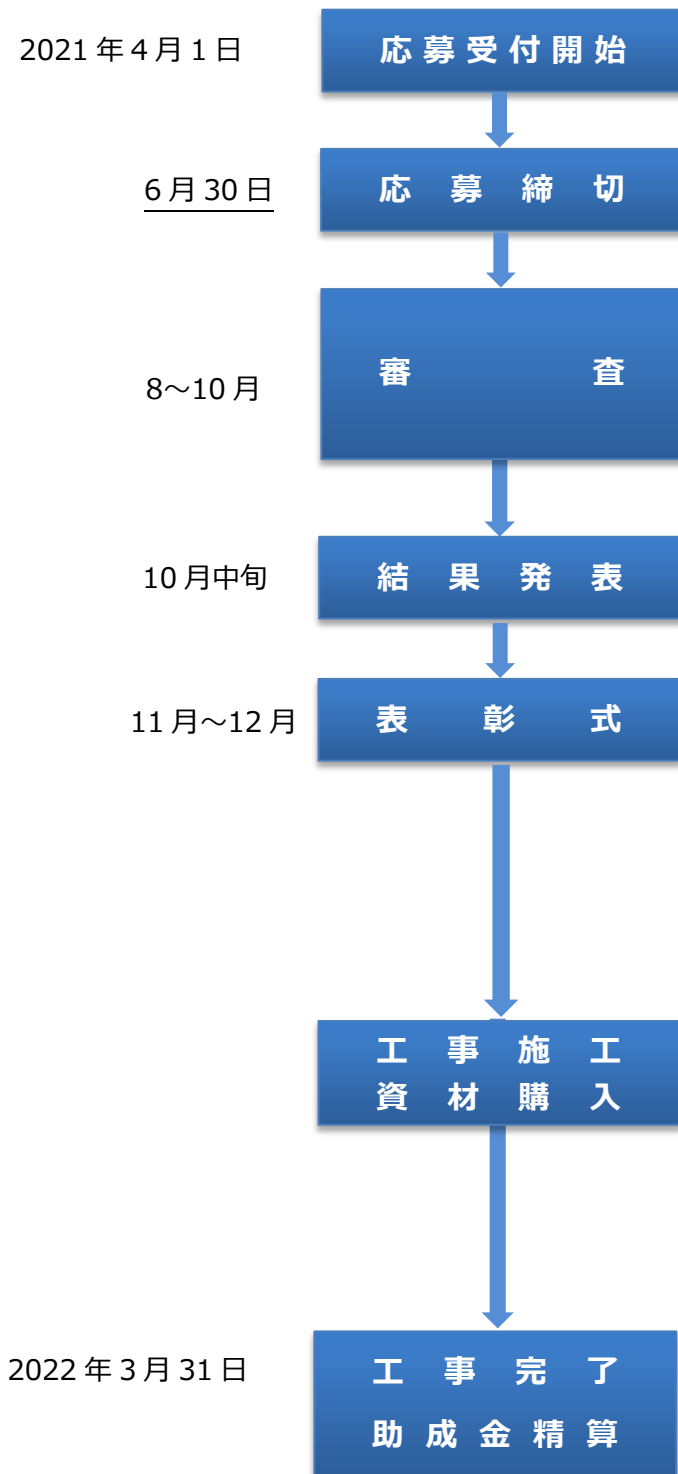 2021年4月1日
応募受付開始
6月30日
応募締切
8～10月
審査
10月中旬
結果発表
11月～12月
表彰式
工事施工
資材購入
2022年3月31日
工事完了
助成金精算